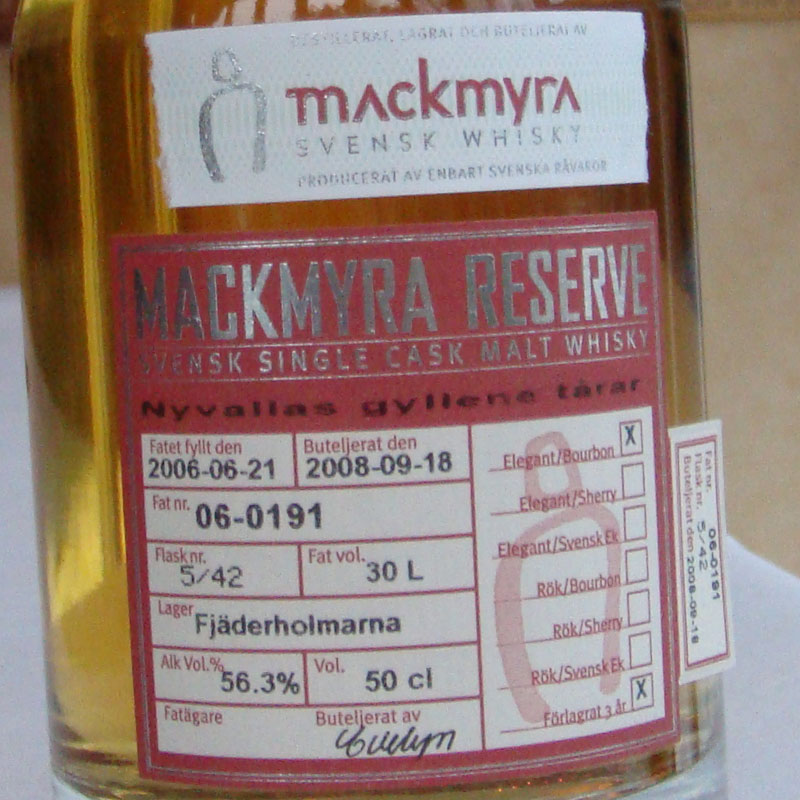 DESTILLERAT, LAGRAT OCH BUTELJERAT AV
mackmyra
SVENSK WHISKY
PRODUCERAT AV ENBART SVENSKA RÅVAROR
MACKMYRA RESERVE
SVENSK SINGLE CASK MALT WHISKY
Nyvallas gyllene tårar
Fatet fyllt den
2006-06-21
Buteljerat den
2008-09-18
Fat nr. 06-0191
Flask nr. 5/42
Fat vol. 30 L
Lager Fjäderholmarna
Alk Vol.% 56.3%
Vol. 50 cl
Fatägare
Buteljerat av
Evelyn
Elegant/Bourbon X
Elegant/Sherry
Elegant/Svensk Ek
Rök/Bourbon
Rök/Sherry
Rök/Svensk Ek
Förlagrat 3 år X
Fat nr. 06-0191
Flask nr. 5/42
Buteljerat den 2008-09-18